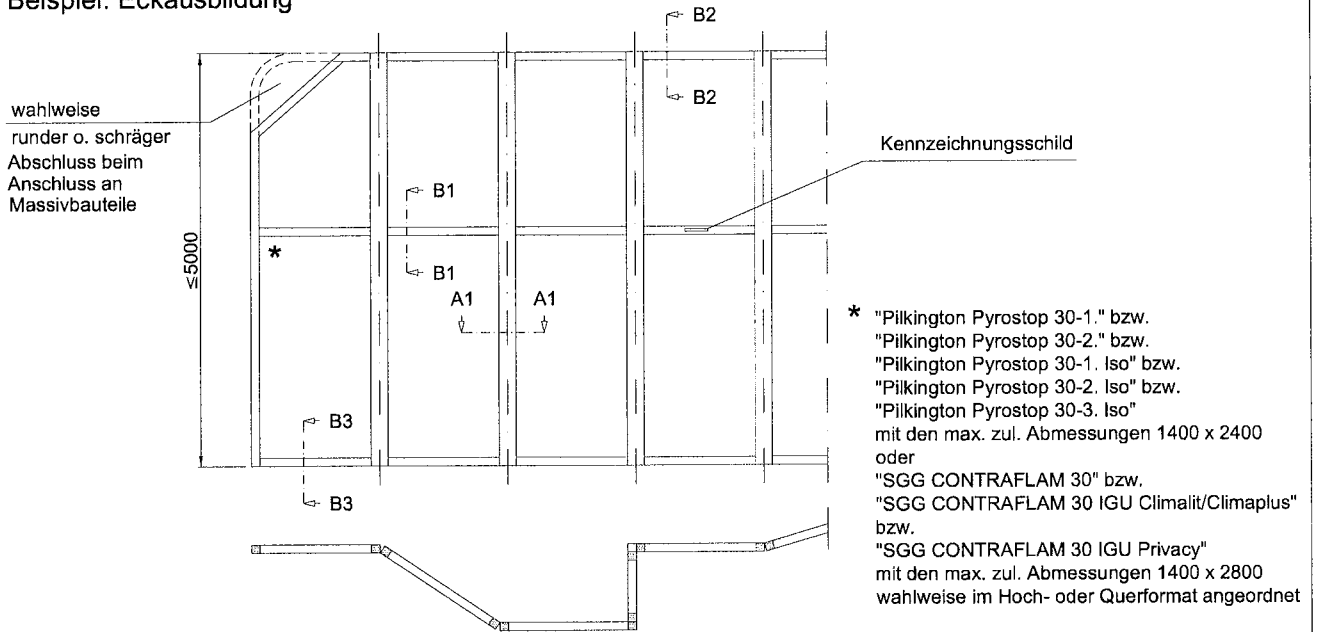 Beispiel: Eckausbildung
B2
B2
wahlweise
runder o. schräger
Abschluss beim
Anschluss an
Massivbauteile
Kennzeichnungsschild
B1
B1
≤5000
*
A1 A1
B3
B3
* "Pilkington Pyrostop 30-1." bzw.
"Pilkington Pyrostop 30-2." bzw.
"Pilkington Pyrostop 30-1. Iso" bzw.
"Pilkington Pyrostop 30-2. Iso" bzw.
"Pilkington Pyrostop 30-3. Iso"
mit den max. zul. Abmessungen 1400 x 2400
oder
"SGG CONTRAFLAM 30" bzw.
"SGG CONTRAFLAM 30 IGU Climalit/Climaplus"
bzw.
"SGG CONTRAFLAM 30 IGU Privacy"
mit den max. zul. Abmessungen 1400 x 2800
wahlweise im Hoch- oder Querformat angeordnet